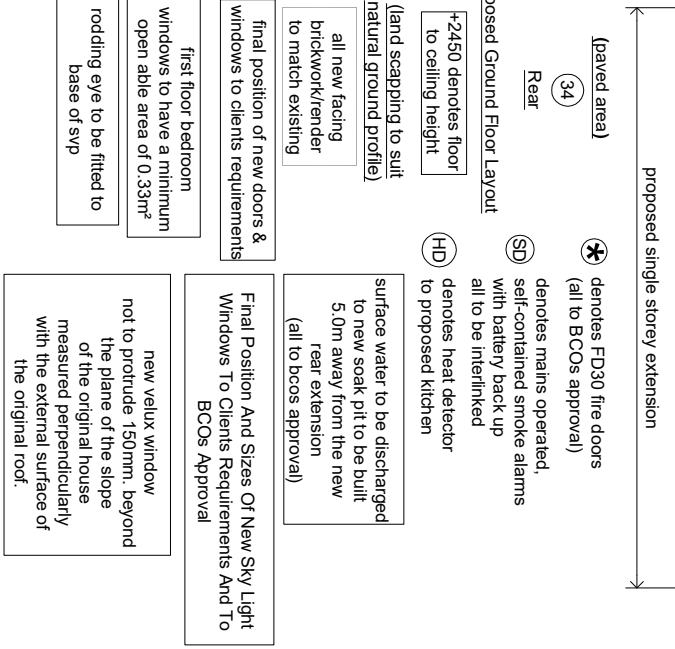 proposed single storey extension
(paved area)
34
Rear
posed Ground Floor Layout
+2450 denotes floor
to ceiling height
(land scapping to suit
natural ground profile)
all new facing
brickwork/render
to match existing
final position of new doors &
windows to clients requirements
first floor bedroom
windows to have a minimum
open able area of 0.33m²
rodding eye to be fitted to
base of svp
* denotes FD30 fire doors
(all to BCOs approval)
SD denotes mains operated,
self-contained smoke alarms
with battery back up
all to be interlinked
HD denotes heat detector
to proposed kitchen
surface water to be discharged
to new soak pit to be built
5.0m away from the new
rear extension
(all to bcos approval)
Final Position And Sizes Of New Sky Light
Windows To Clients Requirements And To
BCOs Approval
new velux window
not to protrude 150mm. beyond
the plane of the slope
of the original house
measured perpendicularly
with the external surface of
the original roof.